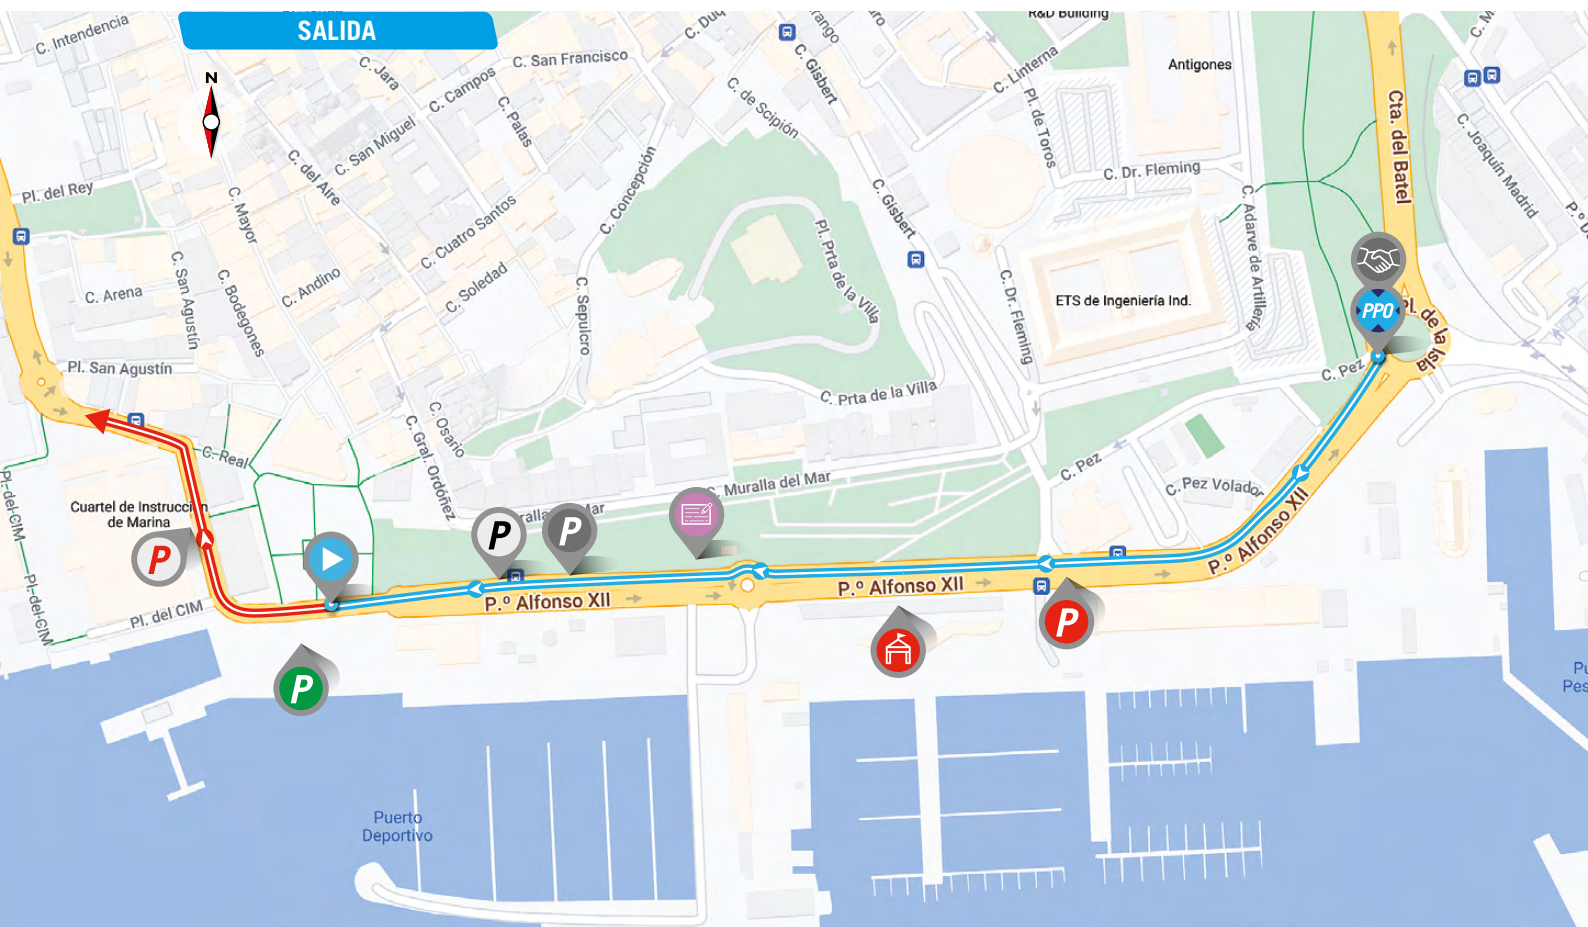 SALIDA
N
R&D Building
C. Intendencia
C. Jara
C. Campos
C. San Francisco
C. Gisbert
C. Linterna
Antigones
C. de Scipión
C. Palas
C. San Miguel
Pl. de Toros
Cta. del Batel
C. Joaquín Madrid
C. del Aire
Pl. del Rey
C. Mayor
C. Concepción
C. Dr. Fleming
C. Gisbert
C. Adarve de Artillería
C. Cuatro Santos
Pl. Prta de la Villa
C. San Agustín
C. Bodegones
C. Andino
C. Soledad
C. Arena
C. Sepulcro
C. Dr. Fleming
ETS de Ingeniería Ind.
PPO
Pl. de la Isla
Pl. San Agustín
C. Pez
C. Prta de la Villa
C. Osario
C. Gral. Ordóñez
C. Real
C. Pez
C. Muralla del Mar
C. Pez Volador
Pl. del CIM
Cuartel de Instrucción
de Marina
P
P
P
P.º Alfonso XII
P.º Alfonso XII
P.º Alfonso XII
Pl. del CIM
Pl. del CIM
P
P
Puerto
Deportivo